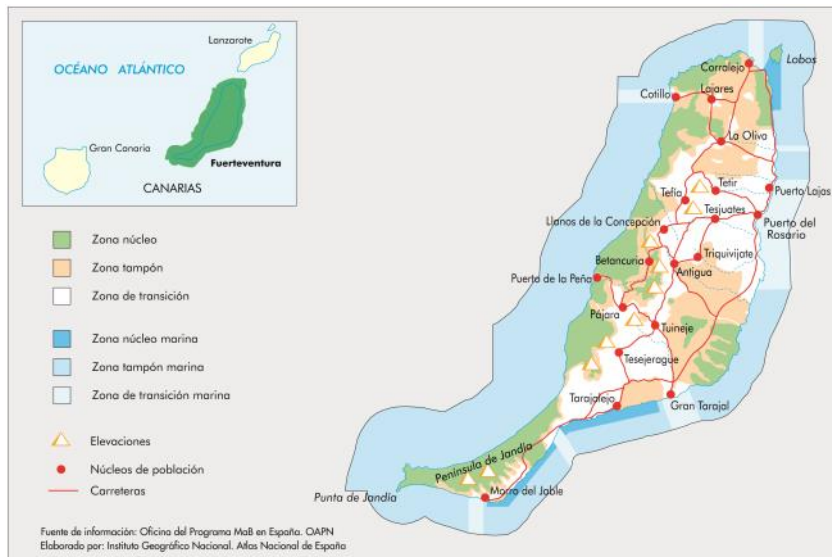 Lanzarote
OCÉANO ATLÁNTICO
Gran Canaria
Fuerteventura
CANARIAS
Zona núcleo
Zona tampón
Zona de transición
Zona núcleo marina
Zona tampón marina
Zona de transición marina
Elevaciones
Núcleos de población
Carreteras
Fuente de información: Oficina del Programa MaB en España. OAPN
Elaborado por: Instituto Geográfico Nacional. Atlas Nacional de España
Corralejo
Lobos
Cotillo
Lajares
La Oliva
Tetir
Puerto Lajas
Tefía
Tesjuates
Llanos de la Concepción
Puerto del
Rosario
Betancuria
Triquivijate
Puerto de la Peña
Antigua
Pájara
Tuineje
Tesejerague
Tarajalejo
Gran Tarajal
Península de Jandía
Punta de Jandía
Morro del Jable